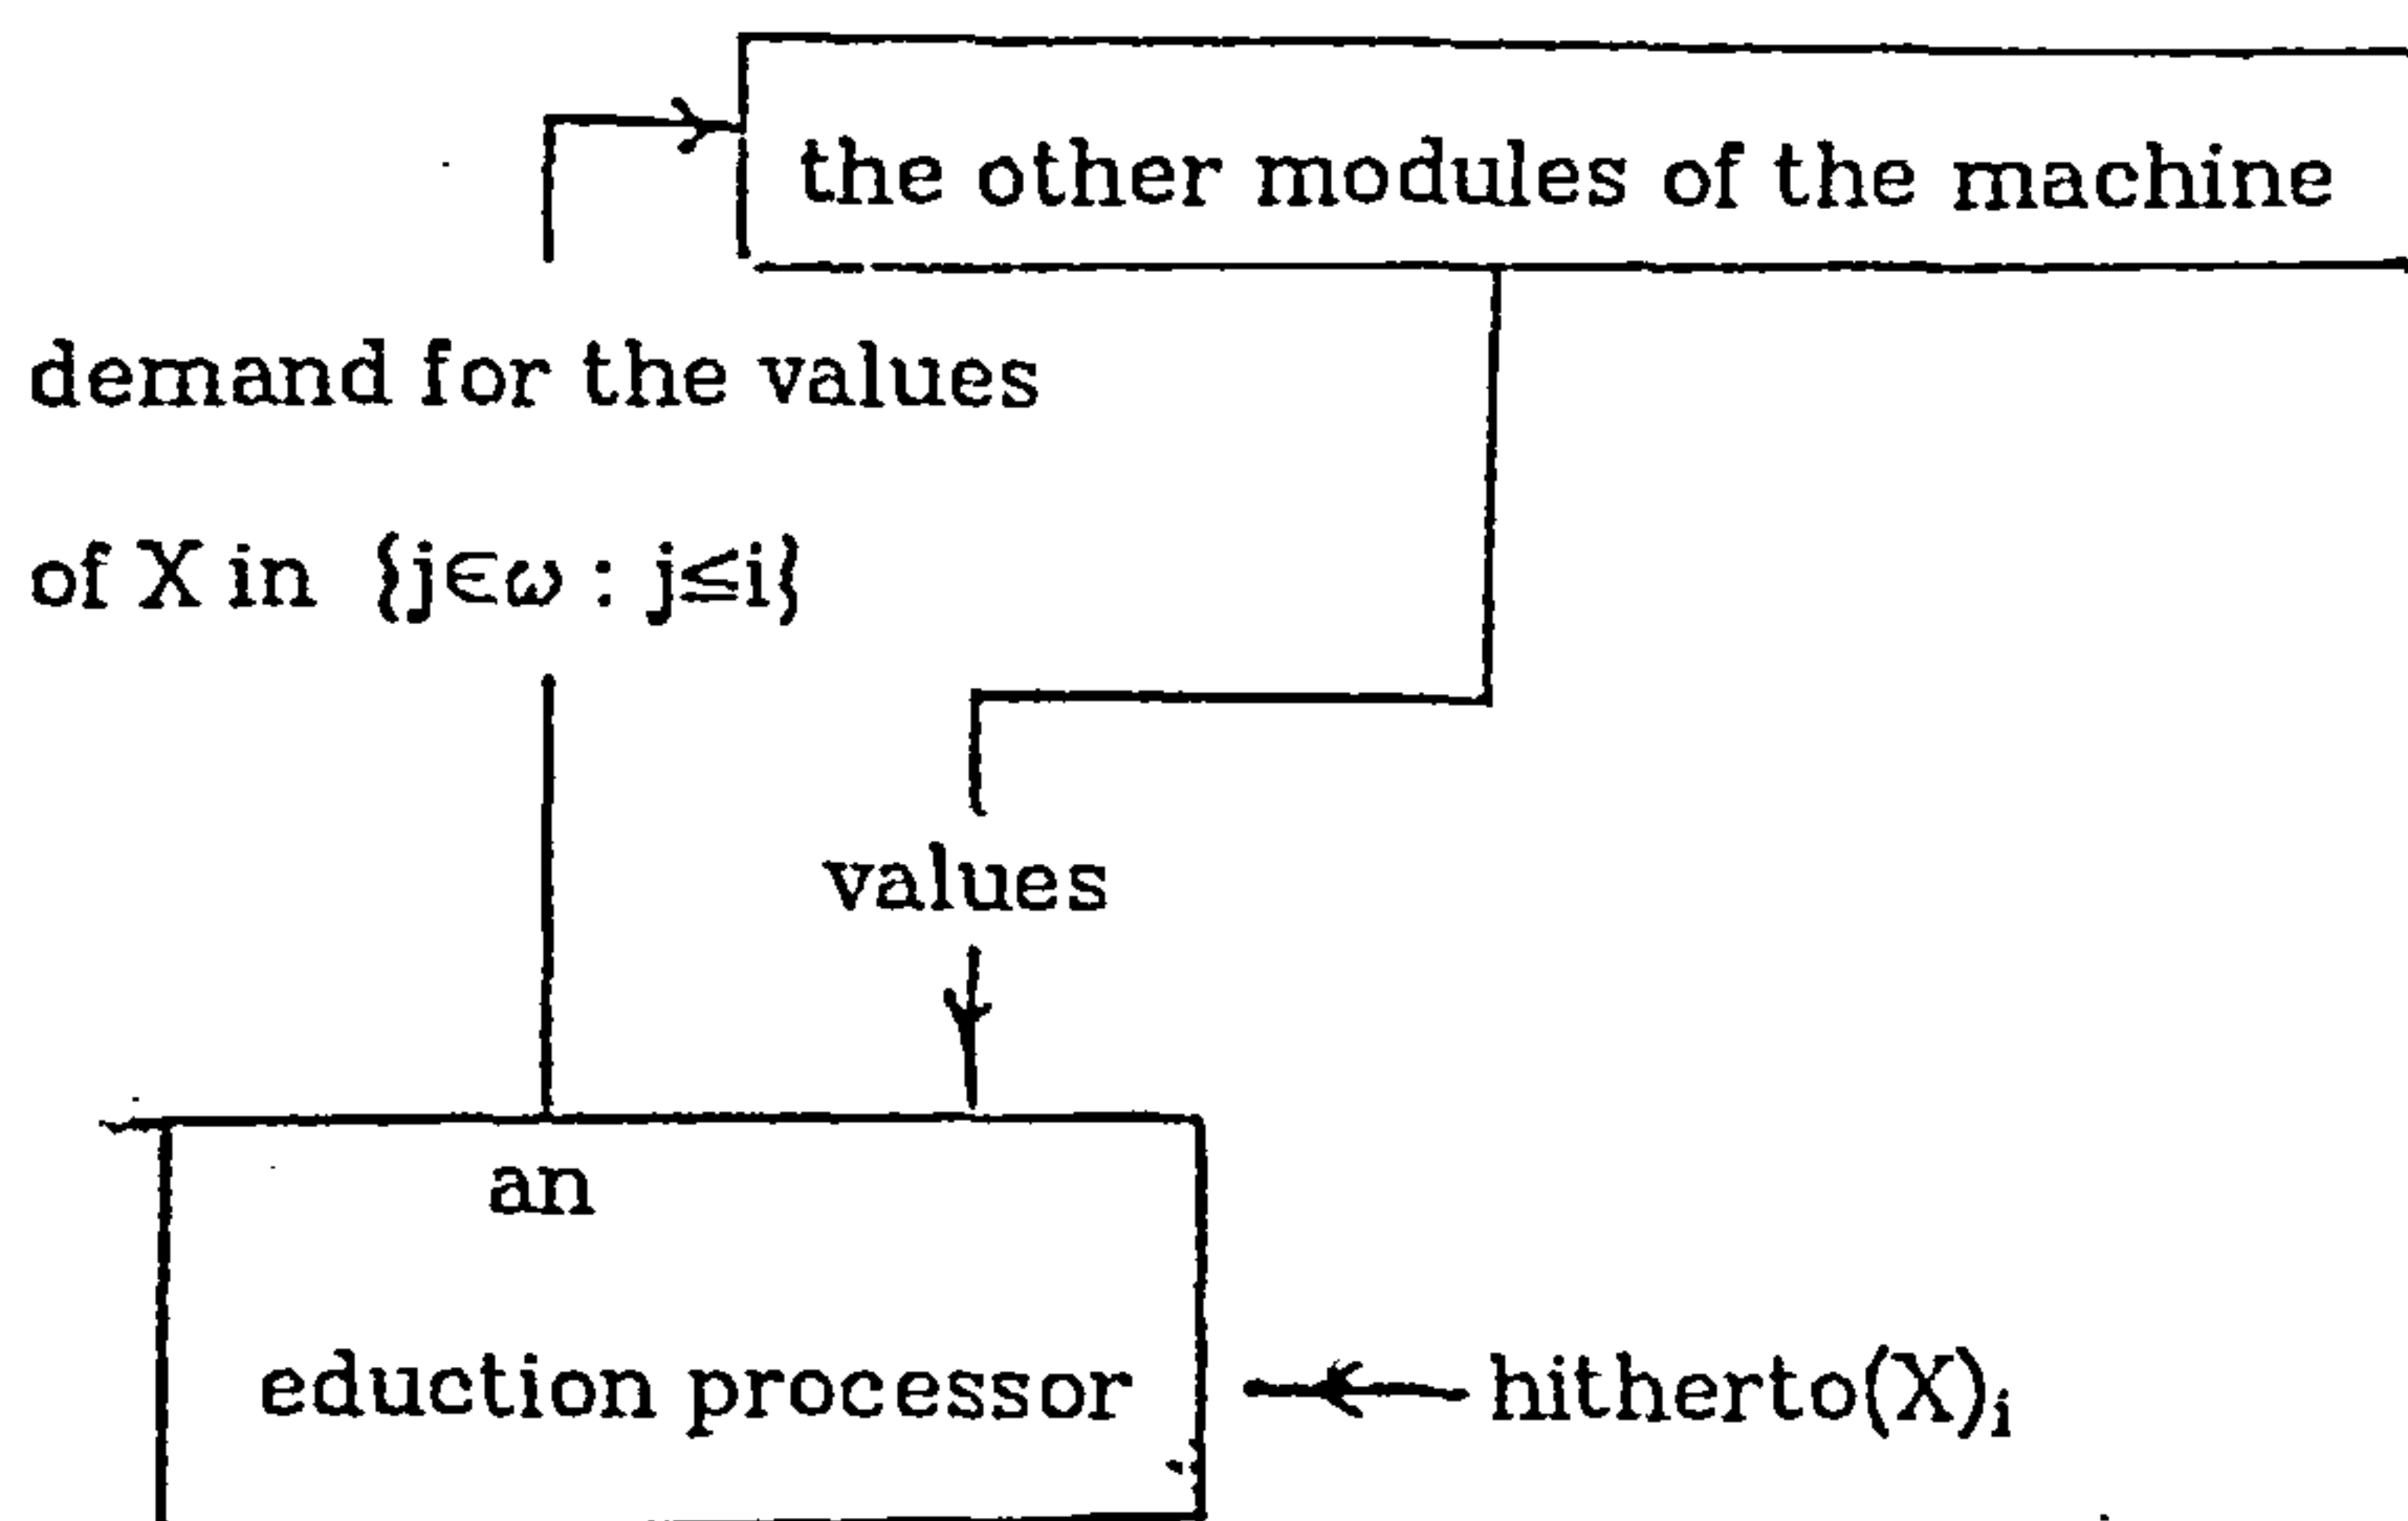 the other modules of the machine
demand for the values
of X in {j∈ω : j≤i}
values
an
eduction processor
hitherto(X)ᵢ